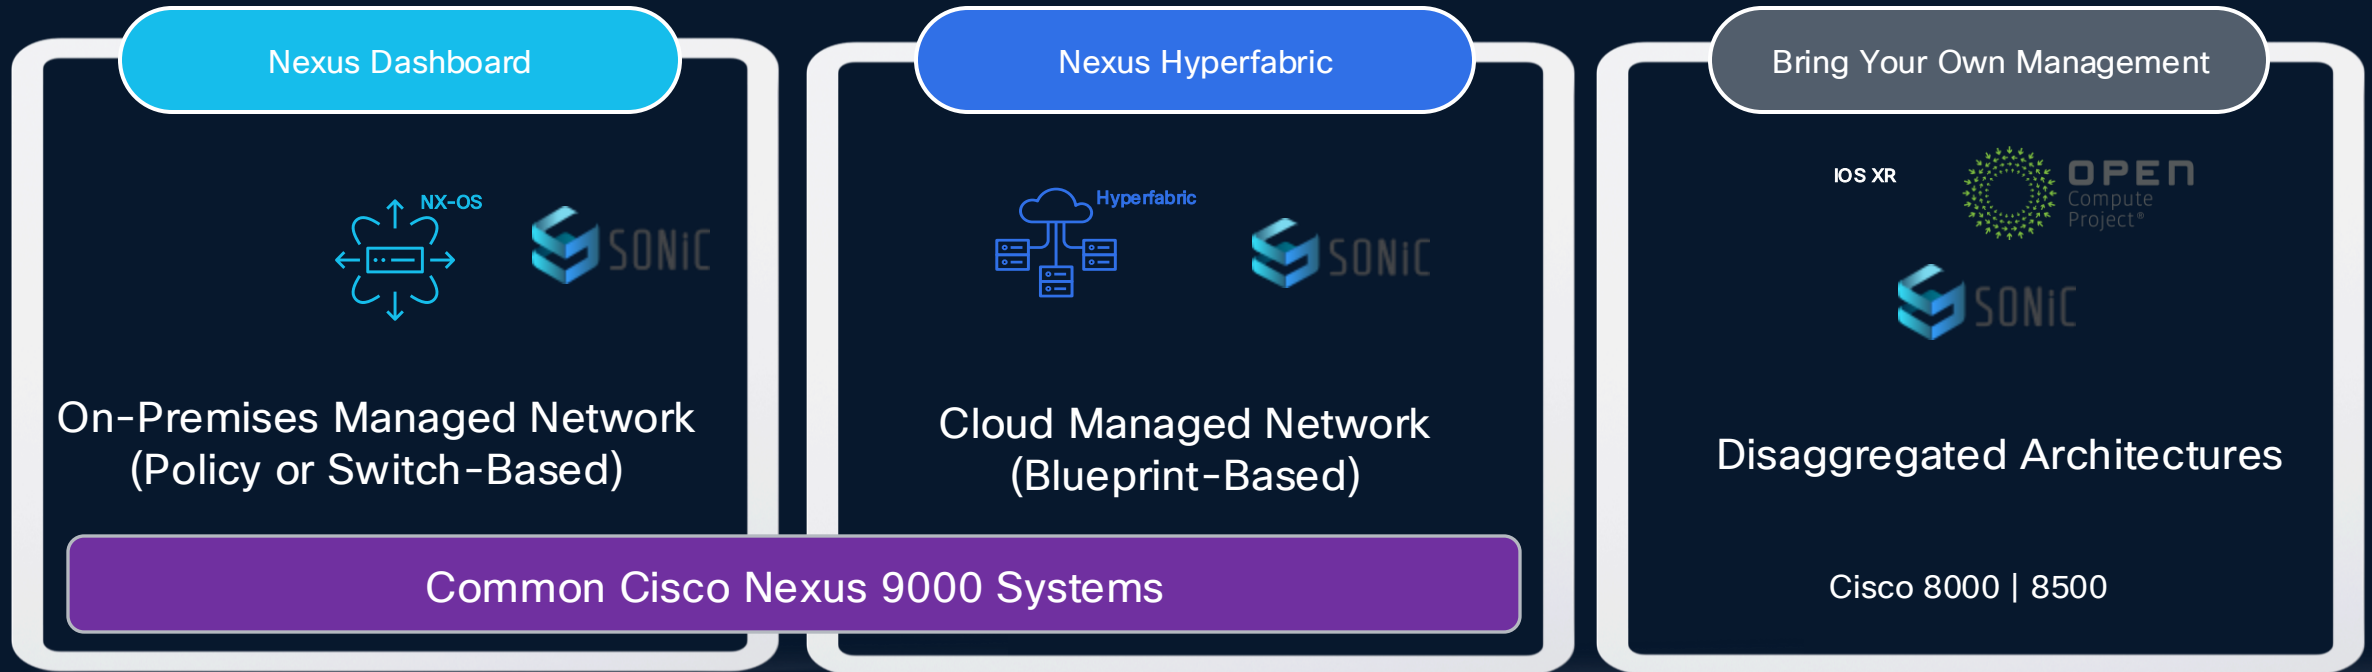 Nexus Dashboard
NX-OS
SONiC
On-Premises Managed Network
(Policy or Switch-Based)
Nexus Hyperfabric
Hyperfabric
SONiC
Cloud Managed Network
(Blueprint-Based)
Common Cisco Nexus 9000 Systems
Bring Your Own Management
IOS XR
OPEN
Compute
Project®
SONiC
Disaggregated Architectures
Cisco 8000 | 8500